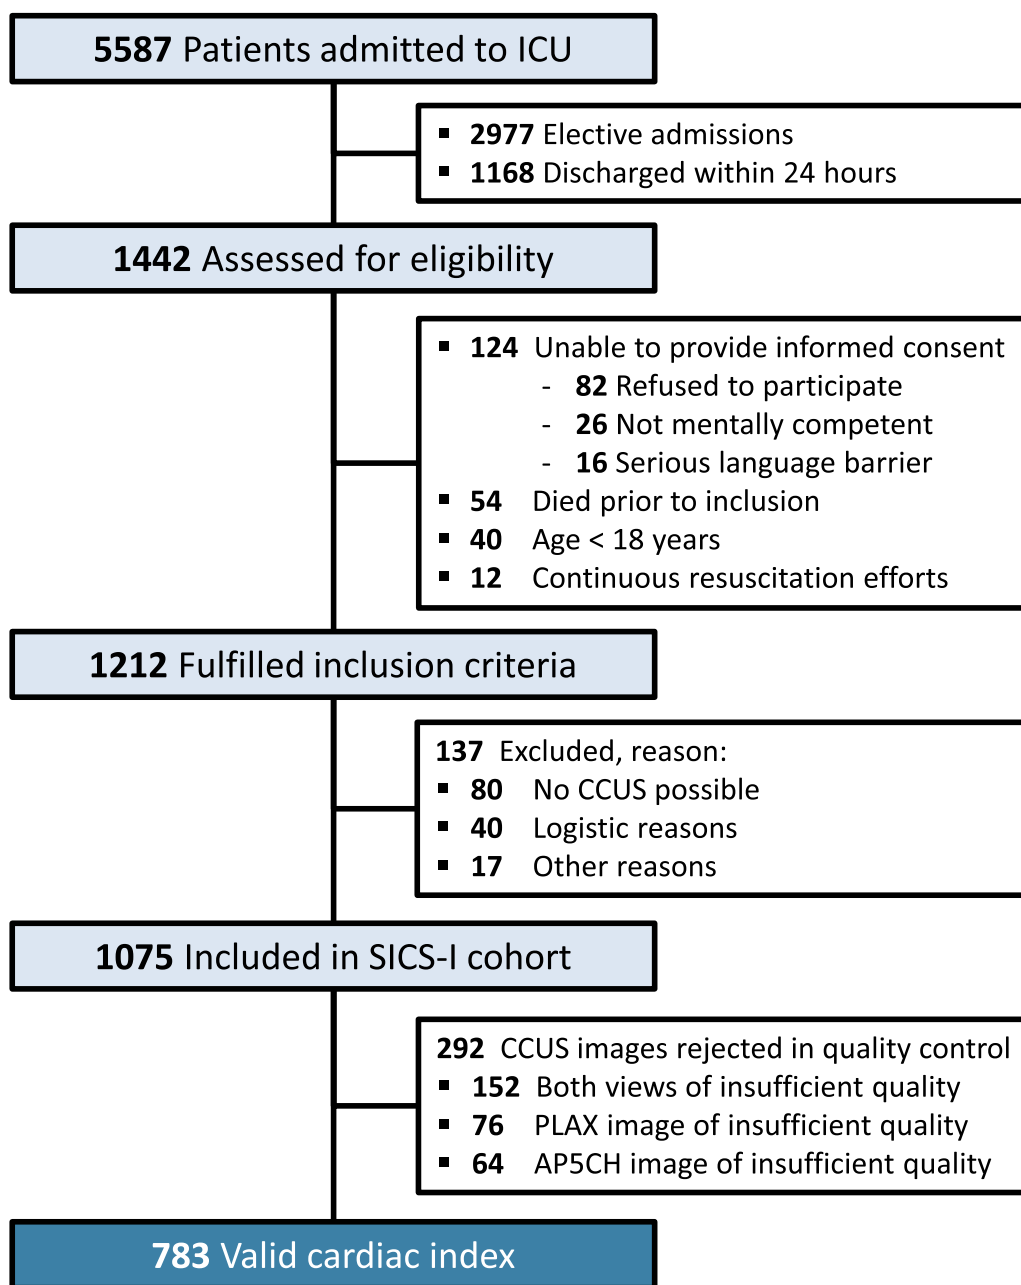 5587 Patients admitted to ICU
▪ 2977 Elective admissions
▪ 1168 Discharged within 24 hours
1442 Assessed for eligibility
▪ 124 Unable to provide informed consent
- 82 Refused to participate
- 26 Not mentally competent
- 16 Serious language barrier
▪ 54 Died prior to inclusion
▪ 40 Age < 18 years
▪ 12 Continuous resuscitation efforts
1212 Fulfilled inclusion criteria
137 Excluded, reason:
▪ 80 No CCUS possible
▪ 40 Logistic reasons
▪ 17 Other reasons
1075 Included in SICS-I cohort
292 CCUS images rejected in quality control
▪ 152 Both views of insufficient quality
▪ 76 PLAX image of insufficient quality
▪ 64 AP5CH image of insufficient quality
783 Valid cardiac index